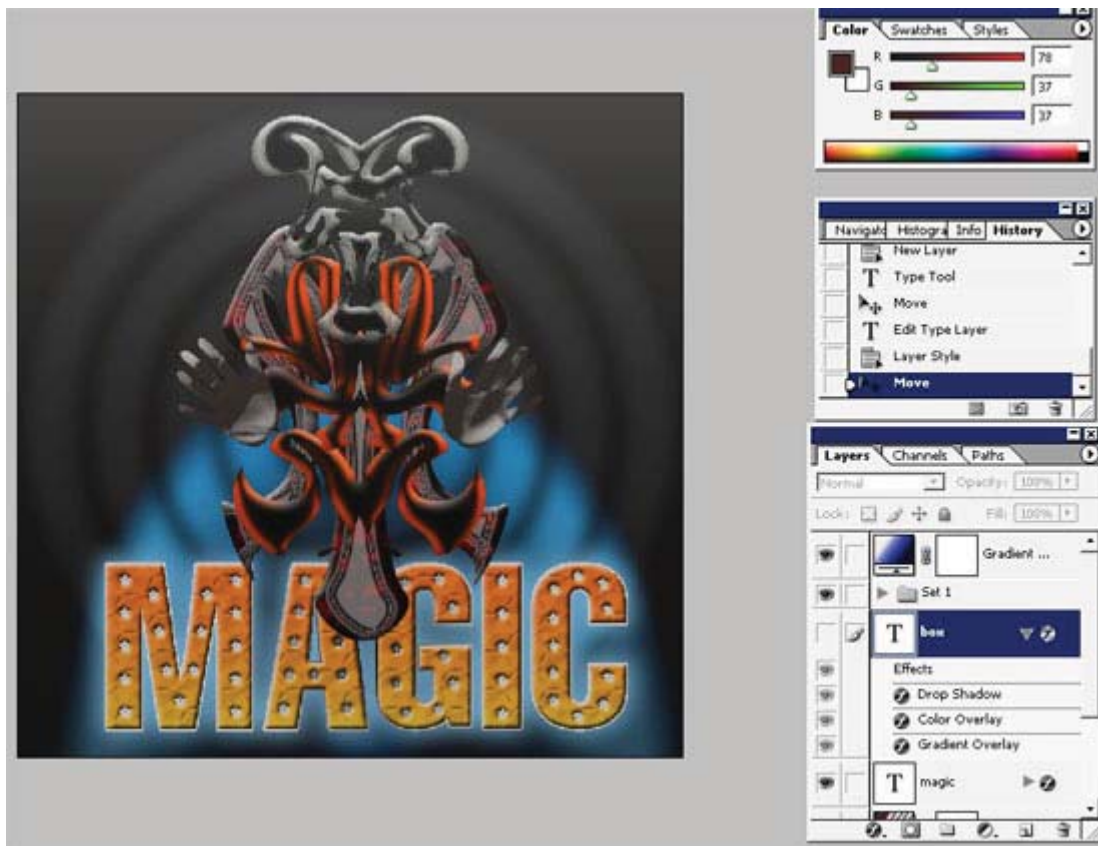 MAGIC
Color Swatches Styles
R 78
G 37
B 37
Navigato Histogra Info History
New Layer
Type Tool
Move
Edit Type Layer
Layer Style
Move
Layers Channels Paths
Normal Opacity: 100%
Lock: Fill: 100%
Gradient ...
Set 1
T box
Effects
Drop Shadow
Color Overlay
Gradient Overlay
T magic